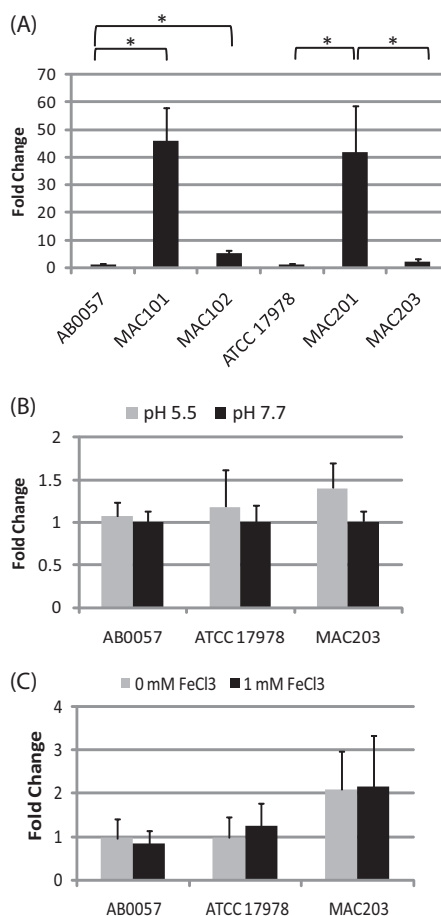 (A)
* *
* *
Fold Change
70
60
50
40
30
20
10
0
AB0057
MAC101
MAC102
ATCC 17978
MAC201
MAC203
(B)
pH 5.5 pH 7.7
Fold Change
2
1.5
1
0.5
0
AB0057 ATCC 17978 MAC203
(C)
0 mM FeCl3 1 mM FeCl3
Fold Change
4
3
2
1
0
AB0057 ATCC 17978 MAC203